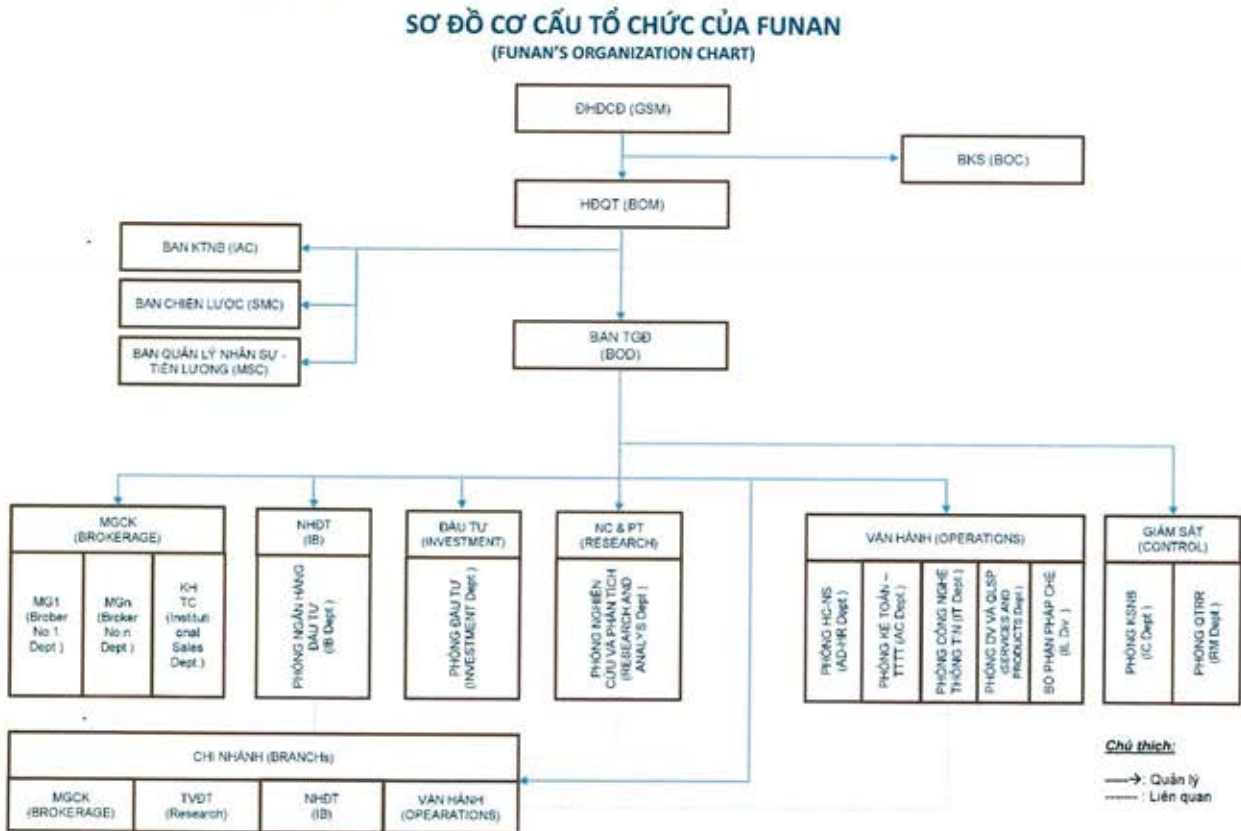 SƠ ĐỒ CƠ CẤU TỔ CHỨC CỦA FUNAN
(FUNAN'S ORGANIZATION CHART)
ĐHĐCĐ (GSM)
BKS (BOC)
HĐQT (BOM)
BAN KTNB (IAC)
BAN CHIẾN LƯỢC (SMC)
BAN QUẢN LÝ NHÂN SỰ -
TIỀN LƯƠNG (MSC)
BAN TGĐ
(BOD)
MGCK
(BROKERAGE)
MG1
(Brober
No.1
Dept.)
MGn
(Broker
No.n
Dept.)
KH
TC
(Instituti
onal
Sales
Dept.)
NHĐT
(IB)
PHÒNG NGÂN HÀNG
ĐẦU TƯ
(IB Dept.)
ĐẦU TƯ
(INVESTMENT)
PHÒNG ĐẦU TƯ
(INVESTMENT Dept.)
NC & PT
(RESEARCH)
PHÒNG NGHIÊN
CỨU VÀ PHÂN TÍCH
(RESEARCH AND
ANALYS Dept.)
VẬN HÀNH (OPERATIONS)
PHÒNG HC-NS
(AD-HR Dept.)
PHÒNG KẾ TOÁN –
TTTT (AC Dept.)
PHÒNG CÔNG NGHỆ
THÔNG TIN (IT Dept.)
PHÒNG DV VÀ QLSP
(SERVICES AND
PRODUCTS Dept.)
BỘ PHẬN PHÁP CHẾ
(IL Div.)
GIÁM SÁT
(CONTROL)
PHÒNG KSNB
(IC Dept.)
PHÒNG QTRR
(RM Dept.)
CHI NHÁNH (BRANCHs)
MGCK
(BROKERAGE)
TVĐT
(Research)
NHĐT
(IB)
VẬN HÀNH
(OPEARATIONS)
Chú thích:
: Quản lý
: Liên quan